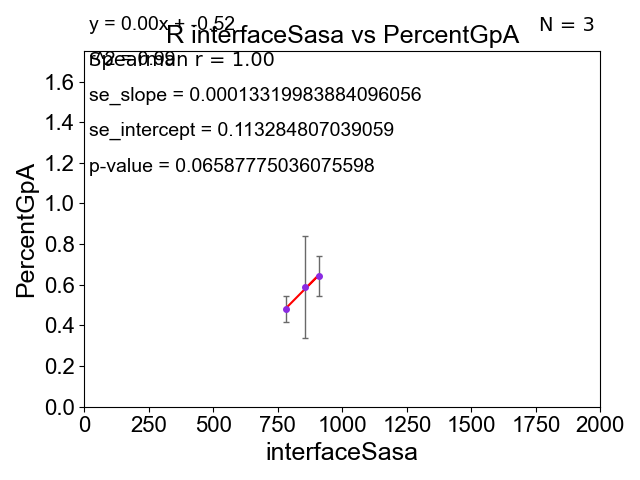 y = 0.00x + -0.52
N = 3
R interfaceSasa vs PercentGpA
Spearman r = 1.00
R^2 = 0.99
se_slope = 0.00013319983884096056
se_intercept = 0.113284807039059
p-value = 0.06587775036075598
PercentGpA
1.6
1.4
1.2
1.0
0.8
0.6
0.4
0.2
0.0
0 250 500 750 1000 1250 1500 1750 2000
interfaceSasa